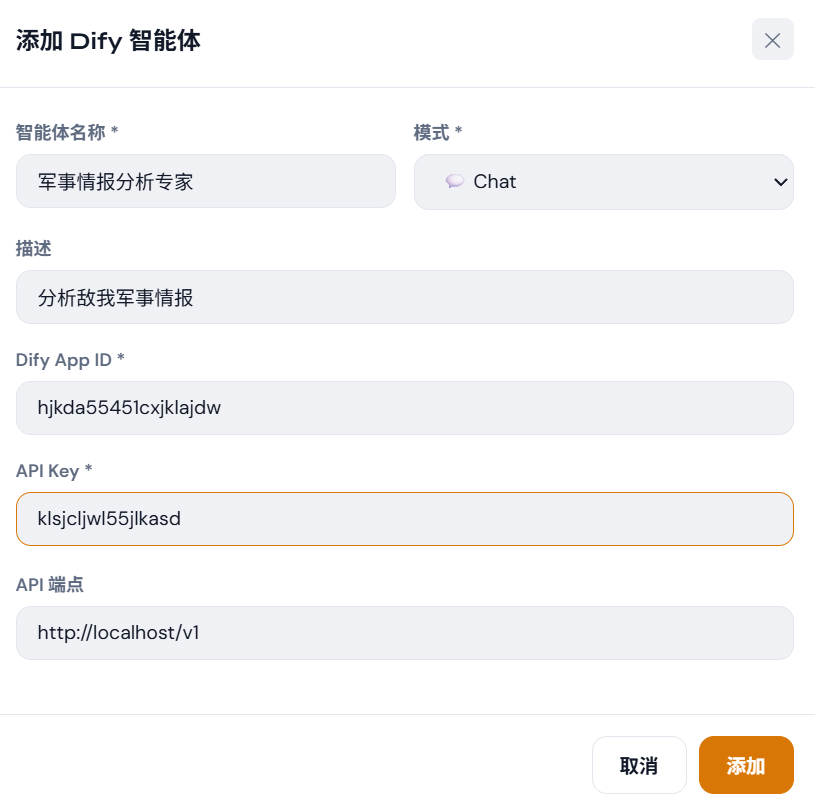 添加 Dify 智能体
智能体名称 *
模式 *
军事情报分析专家
Chat
描述
分析敌我军事情报
Dify App ID *
hjkda55451cxjklajdw
API Key *
klsjcljwl55jlkasd
API 端点
http://localhost/v1
取消
添加